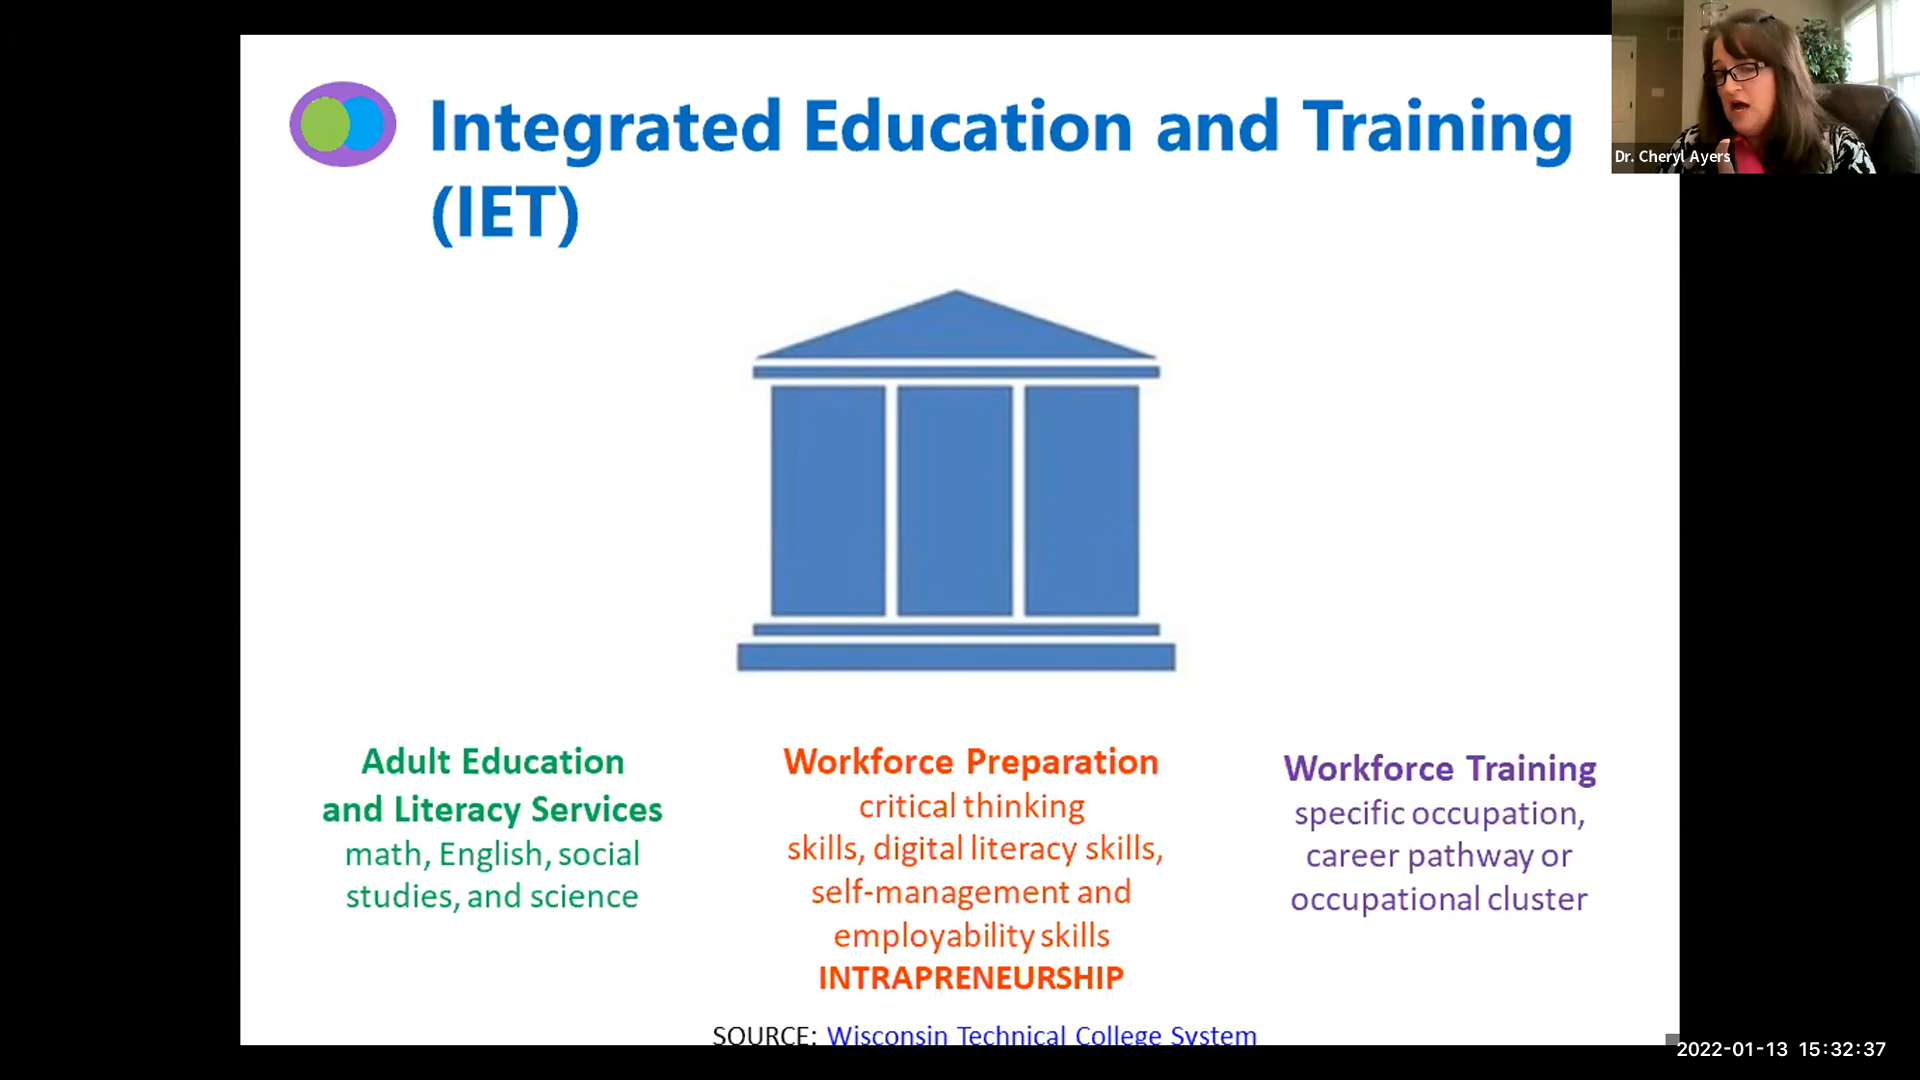 Integrated Education and Training
(IET)
Dr. Cheryl Ayers
Adult Education
and Literacy Services
math, English, social
studies, and science
Workforce Preparation
critical thinking
skills, digital literacy skills,
self-management and
employability skills
INTRAPRENEURSHIP
Workforce Training
specific occupation,
career pathway or
occupational cluster
SOURCE: Wisconsin Technical College System
2022-01-13 15:32:37